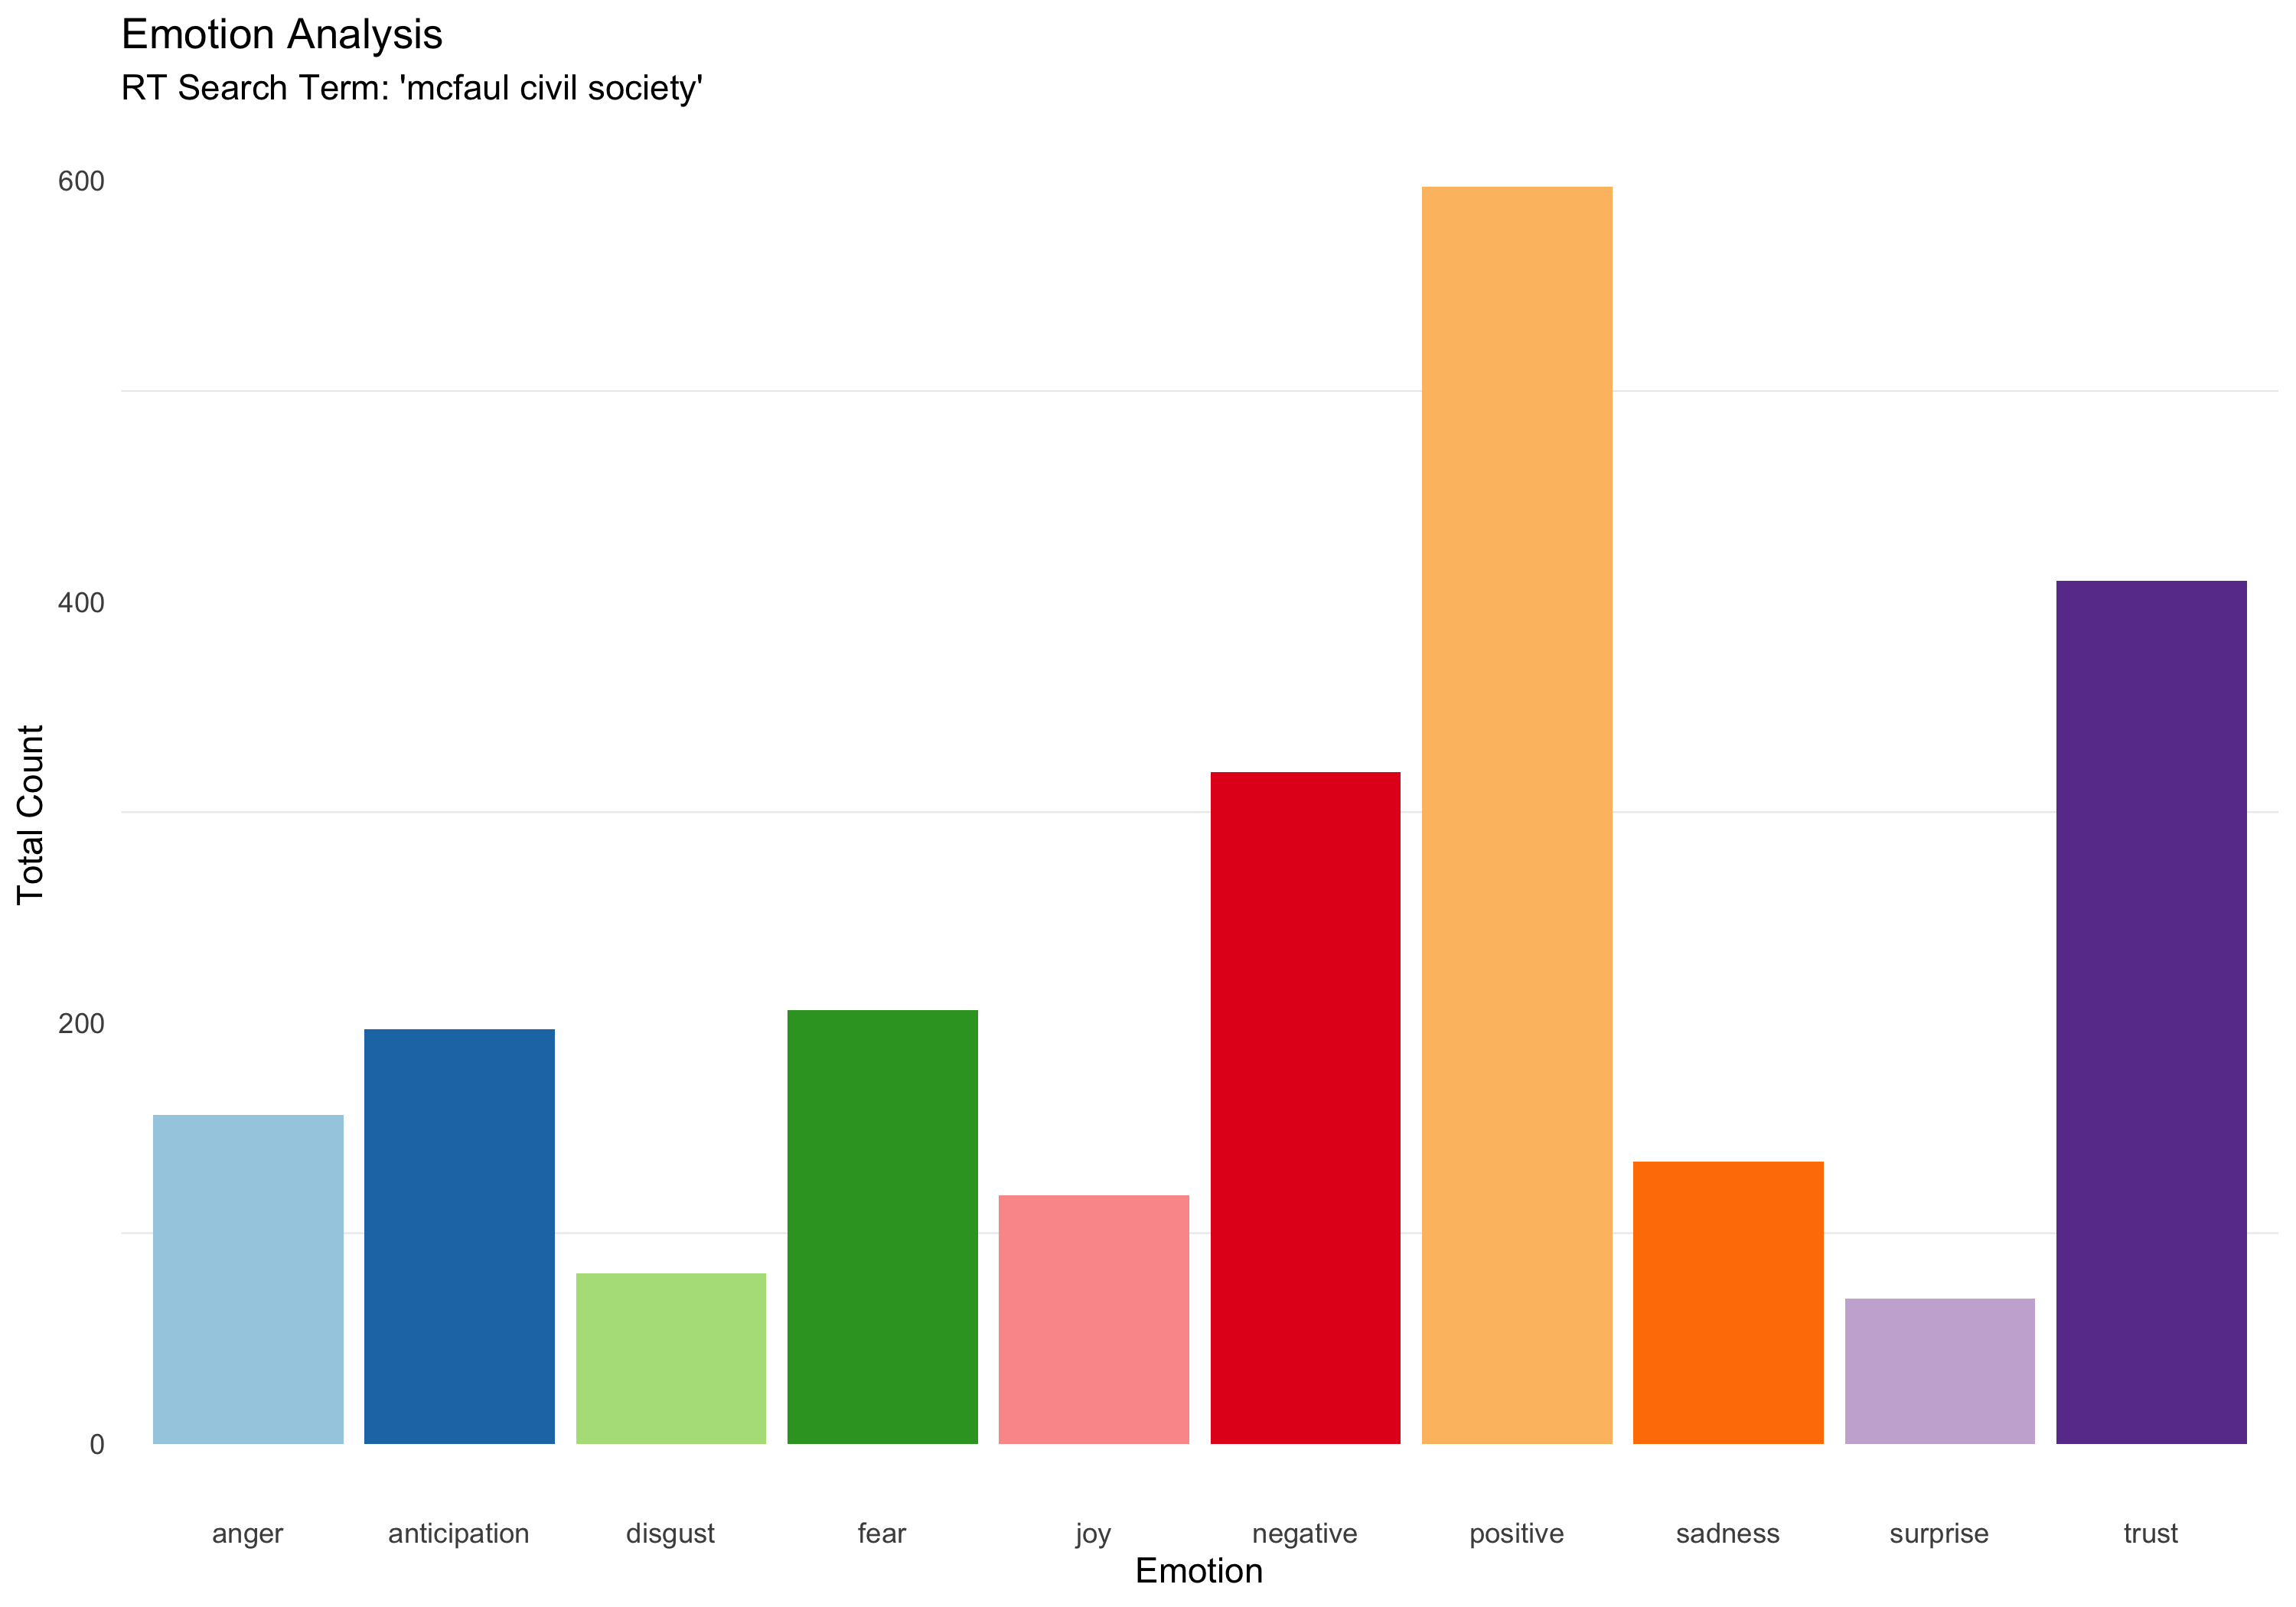 Emotion Analysis
RT Search Term: 'mcfaul civil society'
600
400
200
0
Total Count
anger anticipation disgust fear joy negative positive sadness surprise trust
Emotion